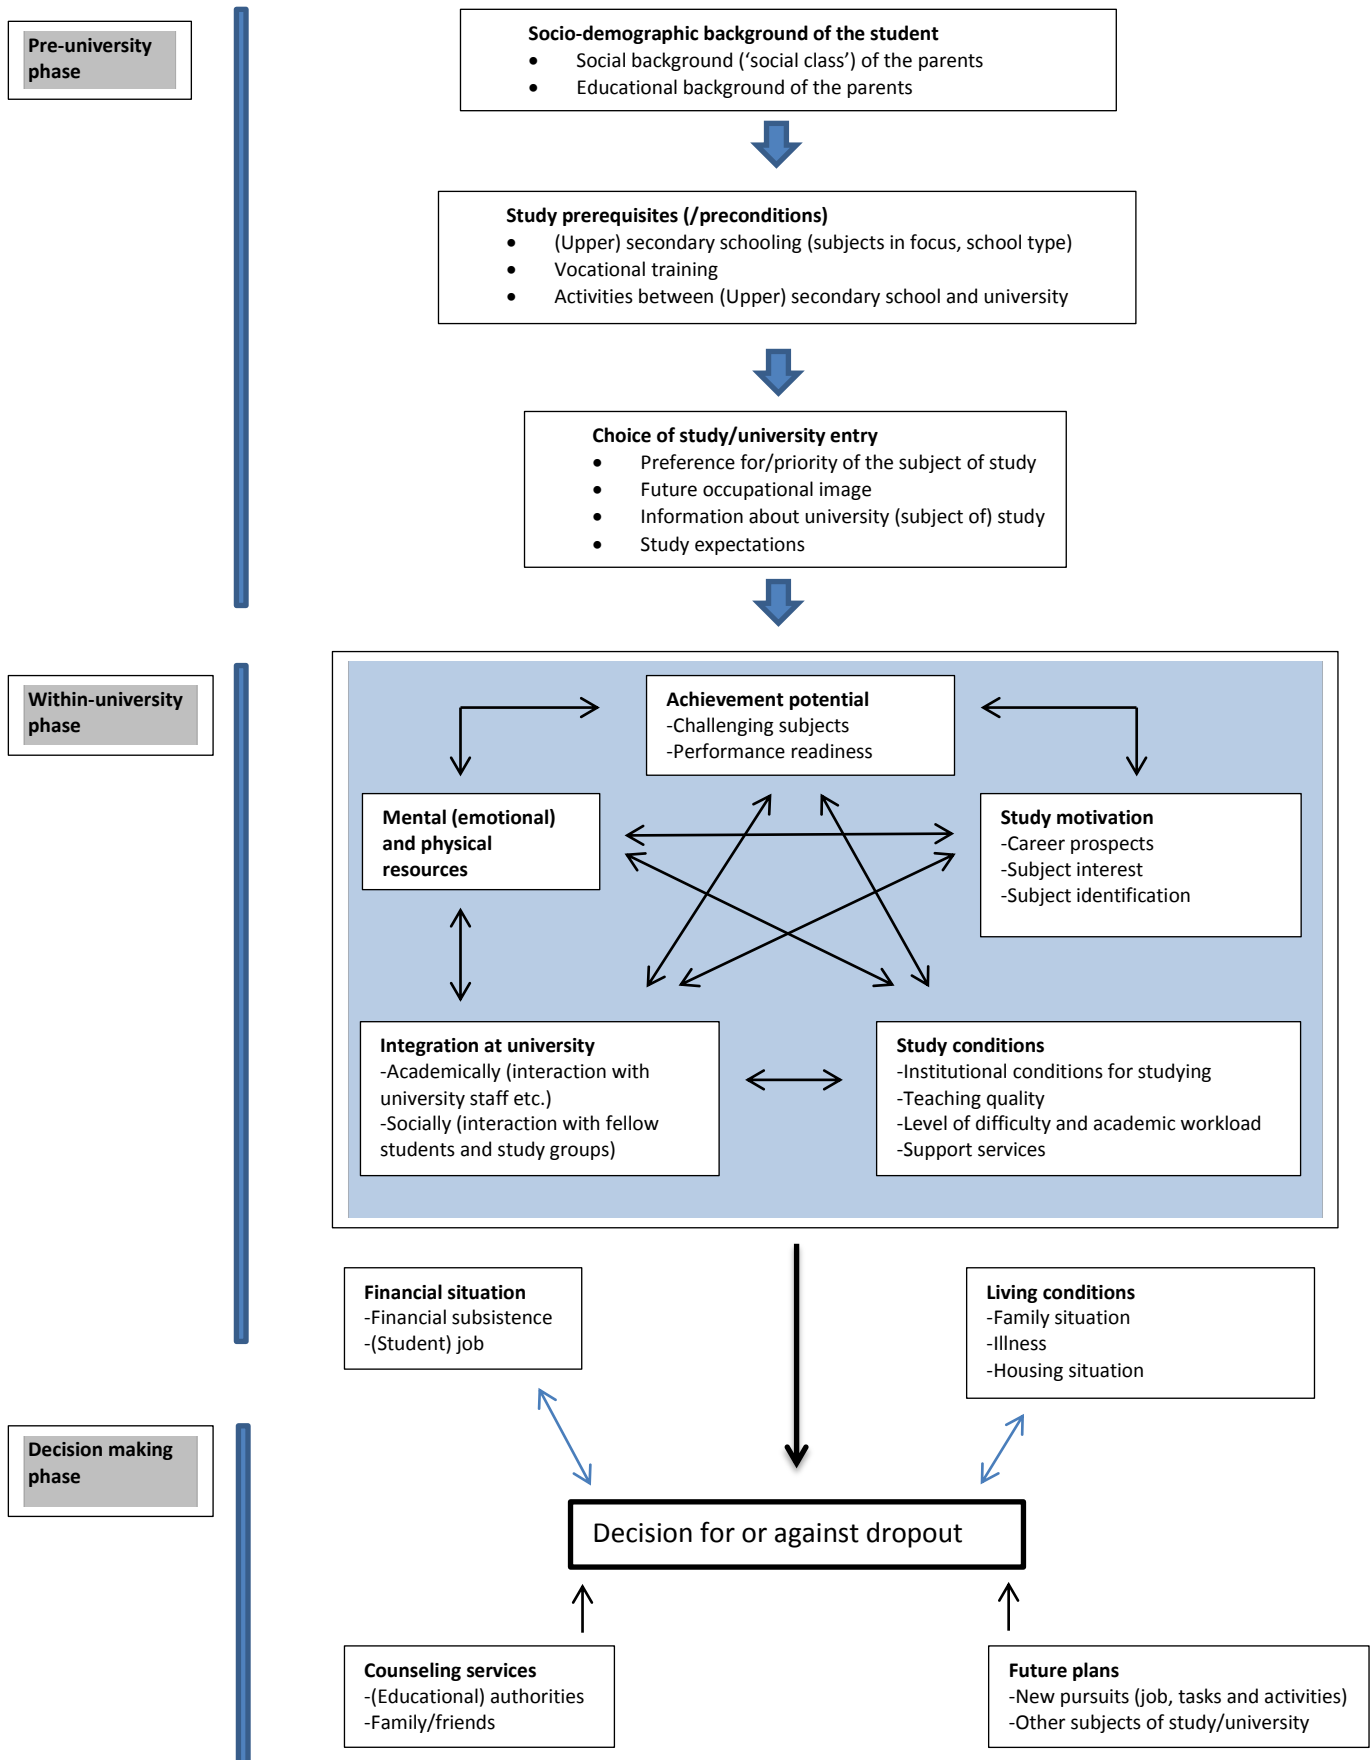 Pre-university
phase
Socio-demographic background of the student
• Social background (‘social class’) of the parents
• Educational background of the parents
Study prerequisites (/preconditions)
• (Upper) secondary schooling (subjects in focus, school type)
• Vocational training
• Activities between (Upper) secondary school and university
Choice of study/university entry
• Preference for/priority of the subject of study
• Future occupational image
• Information about university (subject of) study
• Study expectations
Within-university
phase
Achievement potential
-Challenging subjects
-Performance readiness
Mental (emotional)
and physical
resources
Study motivation
-Career prospects
-Subject interest
-Subject identification
Integration at university
-Academically (interaction with
university staff etc.)
-Socially (interaction with fellow
students and study groups)
Study conditions
-Institutional conditions for studying
-Teaching quality
-Level of difficulty and academic workload
-Support services
Financial situation
-Financial subsistence
-(Student) job
Living conditions
-Family situation
-Illness
-Housing situation
Decision making
phase
Decision for or against dropout
Counseling services
-(Educational) authorities
-Family/friends
Future plans
-New pursuits (job, tasks and activities)
-Other subjects of study/university